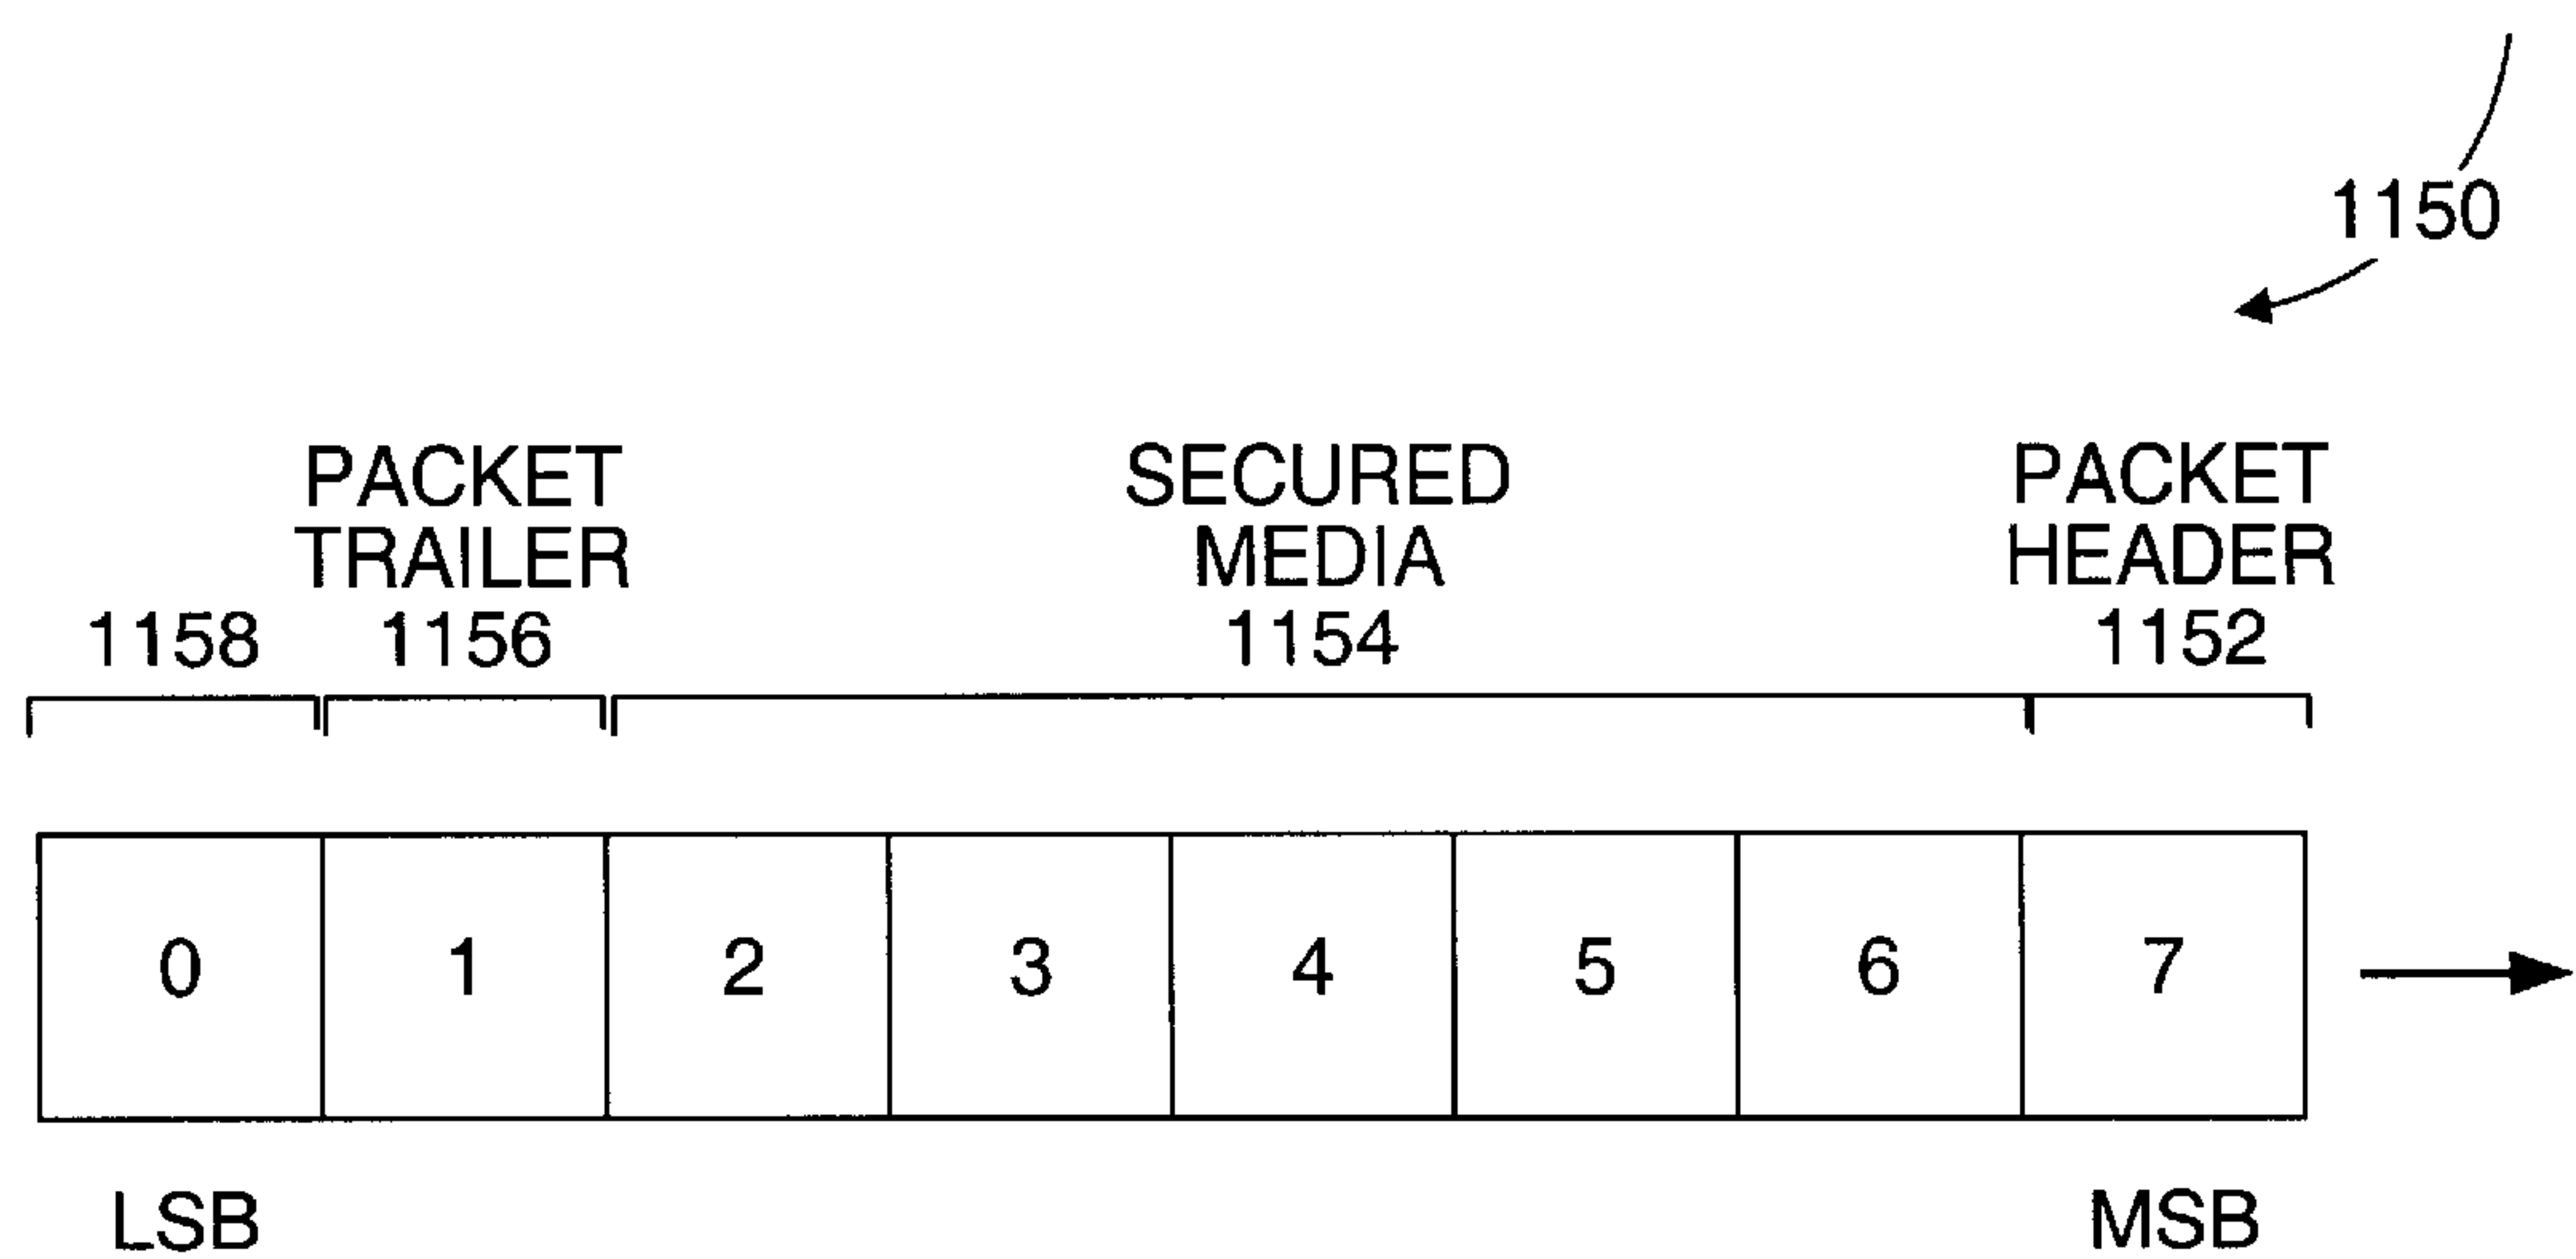 1150
PACKET
TRAILER
SECURED
MEDIA
PACKET
HEADER
1158
1156
1154
1152
0 1 2 3 4 5 6 7
LSB
MSB